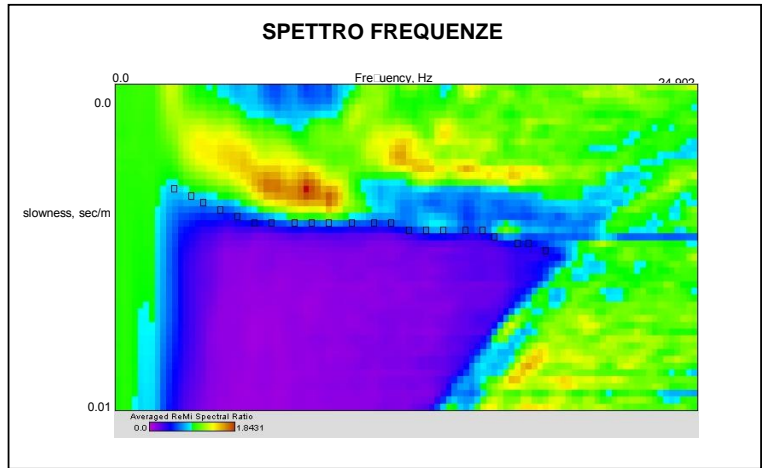 SPETTRO FREQUENZE
0.0 Fre□uency, Hz 24.902
0.0
slowness, sec/m
0.01
Averaged ReMi Spectral Ratio
0.0 1.8431